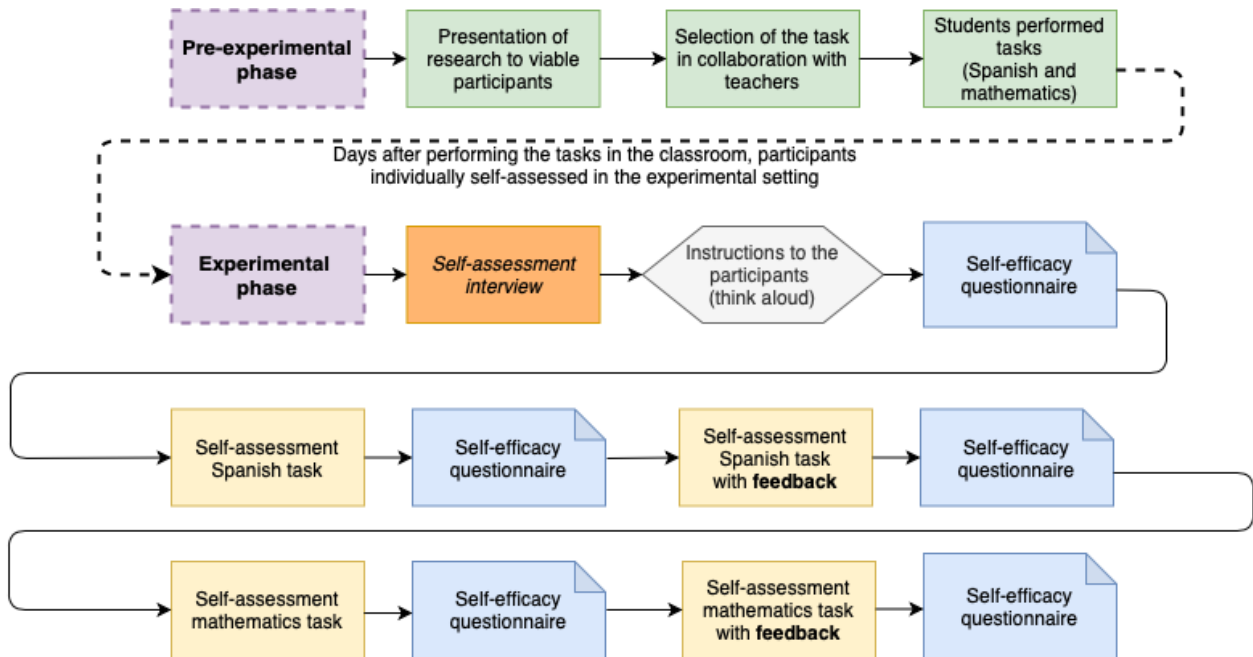 Pre-experimental
phase
Presentation of
research to viable
participants
Selection of the task
in collaboration with
teachers
Students performed
tasks
(Spanish and
mathematics)
Days after performing the tasks in the classroom, participants
individually self-assessed in the experimental setting
Experimental
phase
Self-assessment
interview
Instructions to the
participants
(think aloud)
Self-efficacy
questionnaire
Self-assessment
Spanish task
Self-efficacy
questionnaire
Self-assessment
Spanish task
with feedback
Self-efficacy
questionnaire
Self-assessment
mathematics task
Self-efficacy
questionnaire
Self-assessment
mathematics task
with feedback
Self-efficacy
questionnaire